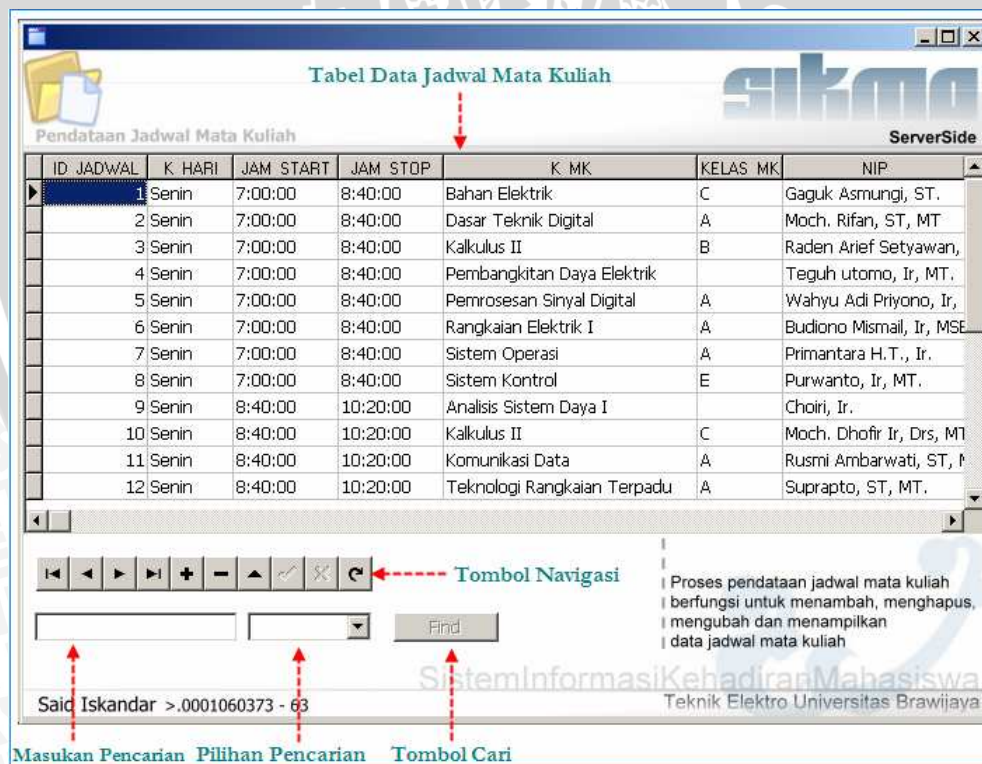 Tabel Data Jadwal Mata Kuliah
sikma
Pendataan Jadwal Mata Kuliah
ServerSide
ID JADWAL K HARI JAM START JAM STOP K MK KELAS MK NIP
1 Senin 7:00:00 8:40:00 Bahan Elektrik C Gaguk Asmungi, ST.
2 Senin 7:00:00 8:40:00 Dasar Teknik Digital A Moch. Rifan, ST, MT
3 Senin 7:00:00 8:40:00 Kalkulus II B Raden Arief Setyawan,
4 Senin 7:00:00 8:40:00 Pembangkitan Daya Elektrik Teguh utomo, Ir, MT.
5 Senin 7:00:00 8:40:00 Pemrosesan Sinyal Digital A Wahyu Adi Priyono, Ir,
6 Senin 7:00:00 8:40:00 Rangkaian Elektrik I A Budiono Mismail, Ir, MSE
7 Senin 7:00:00 8:40:00 Sistem Operasi A Primantara H.T., Ir.
8 Senin 7:00:00 8:40:00 Sistem Kontrol E Purwanto, Ir, MT.
9 Senin 8:40:00 10:20:00 Analisis Sistem Daya I Choiri, Ir.
10 Senin 8:40:00 10:20:00 Kalkulus II C Moch. Dhofir Ir, Drs, MT
11 Senin 8:40:00 10:20:00 Komunikasi Data A Rusmi Ambarwati, ST,
12 Senin 8:40:00 10:20:00 Teknologi Rangkaian Terpadu A Suprapto, ST, MT.
Tombol Navigasi
Proses pendataan jadwal mata kuliah
berfungsi untuk menambah, menghapus,
mengubah dan menampilkan
data jadwal mata kuliah
Find
SistemInformasiKehadiranMahasiswa
Said Iskandar >.0001060373 - 63
Teknik Elektro Universitas Brawijaya
Masukan Pencarian Pilihan Pencarian Tombol Cari